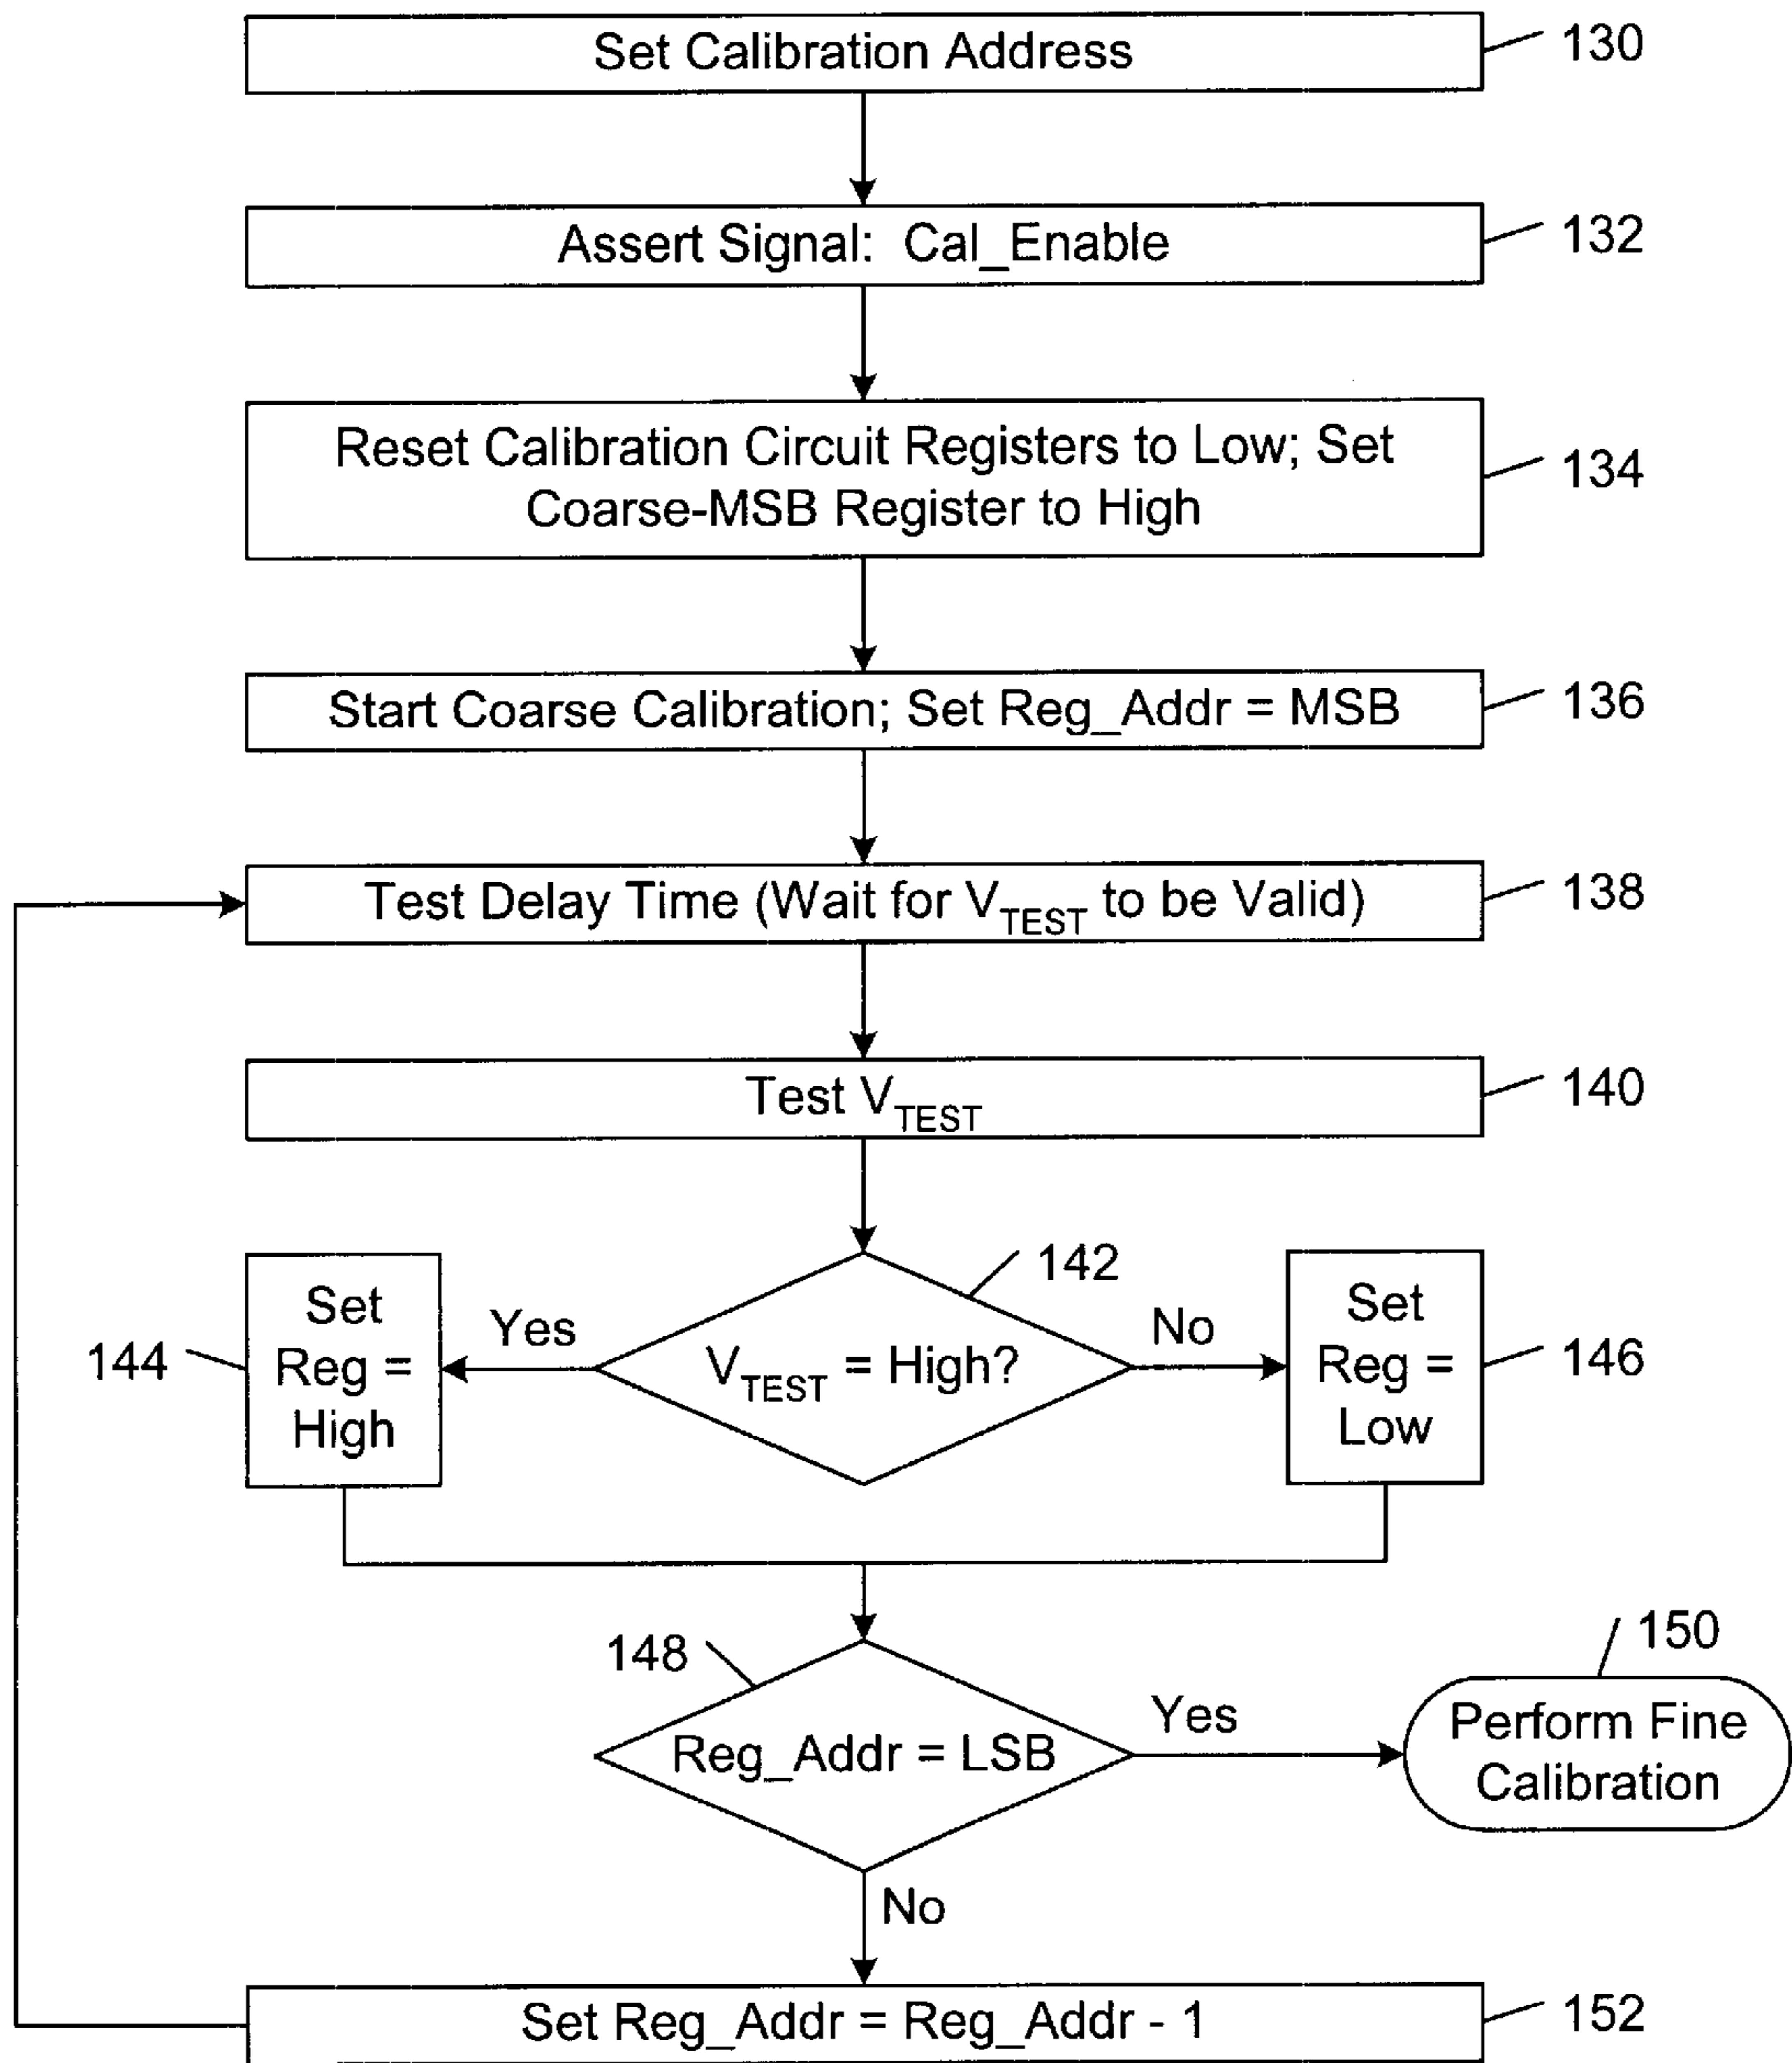 Set Calibration Address
130
Assert Signal: Cal_Enable
132
Reset Calibration Circuit Registers to Low; Set
Coarse-MSB Register to High
134
Start Coarse Calibration; Set Reg_Addr = MSB
136
Test Delay Time (Wait for VTEST to be Valid)
138
Test VTEST
140
142
Set
Reg =
High
144
Yes
VTEST = High?
No
Set
Reg =
Low
146
148
Reg_Addr = LSB
Yes
150
Perform Fine
Calibration
No
Set Reg_Addr = Reg_Addr - 1
152